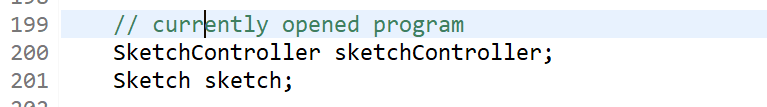 199 // currently opened program
200 SketchController sketchController;
201 Sketch sketch;